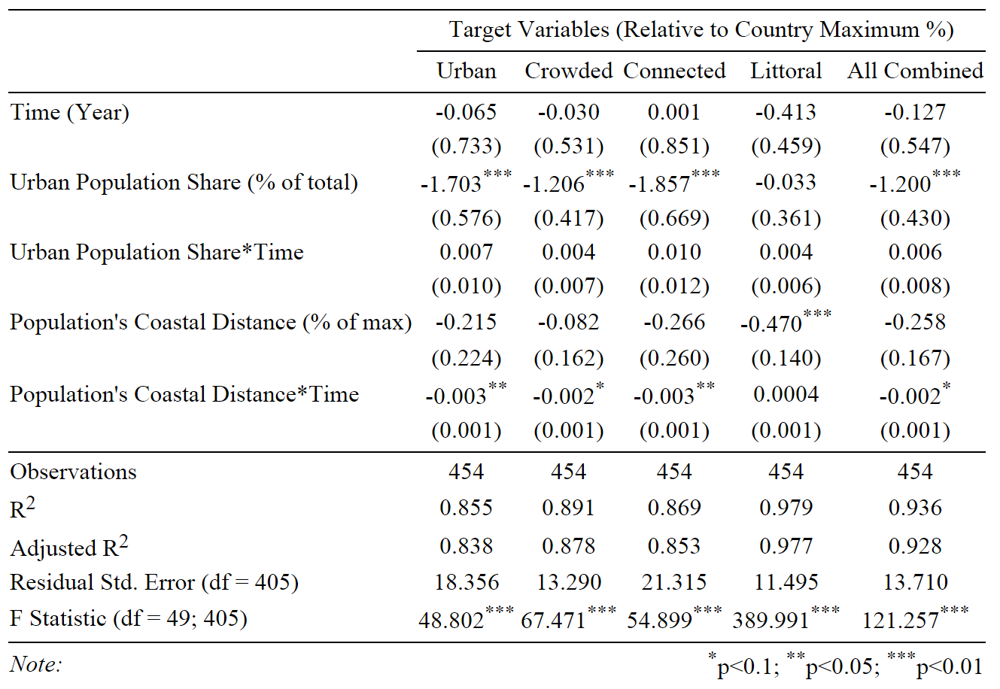 Target Variables (Relative to Country Maximum %)
Urban Crowded Connected Littoral All Combined
Time (Year) -0.065 -0.030 0.001 -0.413 -0.127
(0.733) (0.531) (0.851) (0.459) (0.547)
Urban Population Share (% of total) -1.703*** -1.206*** -1.857*** -0.033 -1.200***
(0.576) (0.417) (0.669) (0.361) (0.430)
Urban Population Share*Time 0.007 0.004 0.010 0.004 0.006
(0.010) (0.007) (0.012) (0.006) (0.008)
Population's Coastal Distance (% of max) -0.215 -0.082 -0.266 -0.470*** -0.258
(0.224) (0.162) (0.260) (0.140) (0.167)
Population's Coastal Distance*Time -0.003** -0.002* -0.003** 0.0004 -0.002*
(0.001) (0.001) (0.001) (0.001) (0.001)
Observations 454 454 454 454 454
R2 0.855 0.891 0.869 0.979 0.936
Adjusted R2 0.838 0.878 0.853 0.977 0.928
Residual Std. Error (df = 405) 18.356 13.290 21.315 11.495 13.710
F Statistic (df = 49; 405) 48.802*** 67.471*** 54.899*** 389.991*** 121.257***
Note: *p<0.1; **p<0.05; ***p<0.01